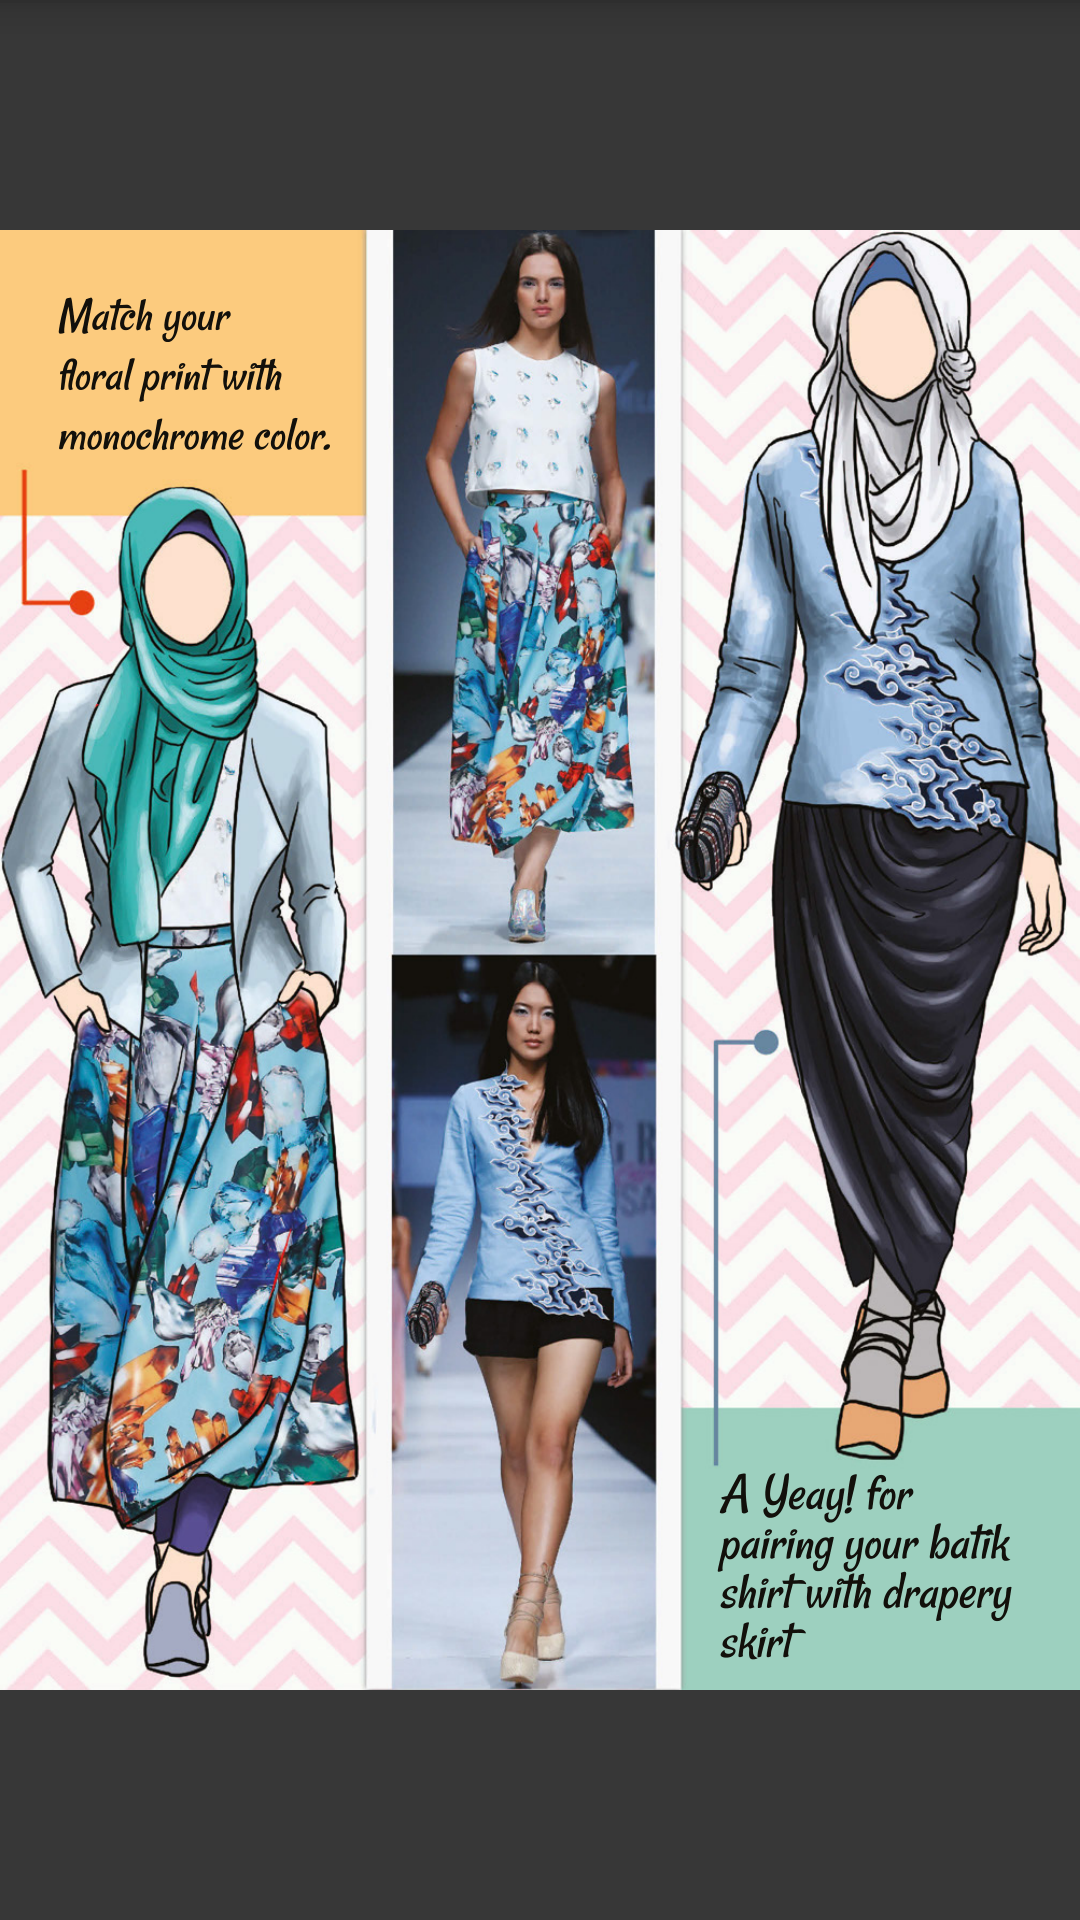 Match your
floral print with
monochrome color.
A Yeay! for
pairing your batik
shirt with drapery
skirt